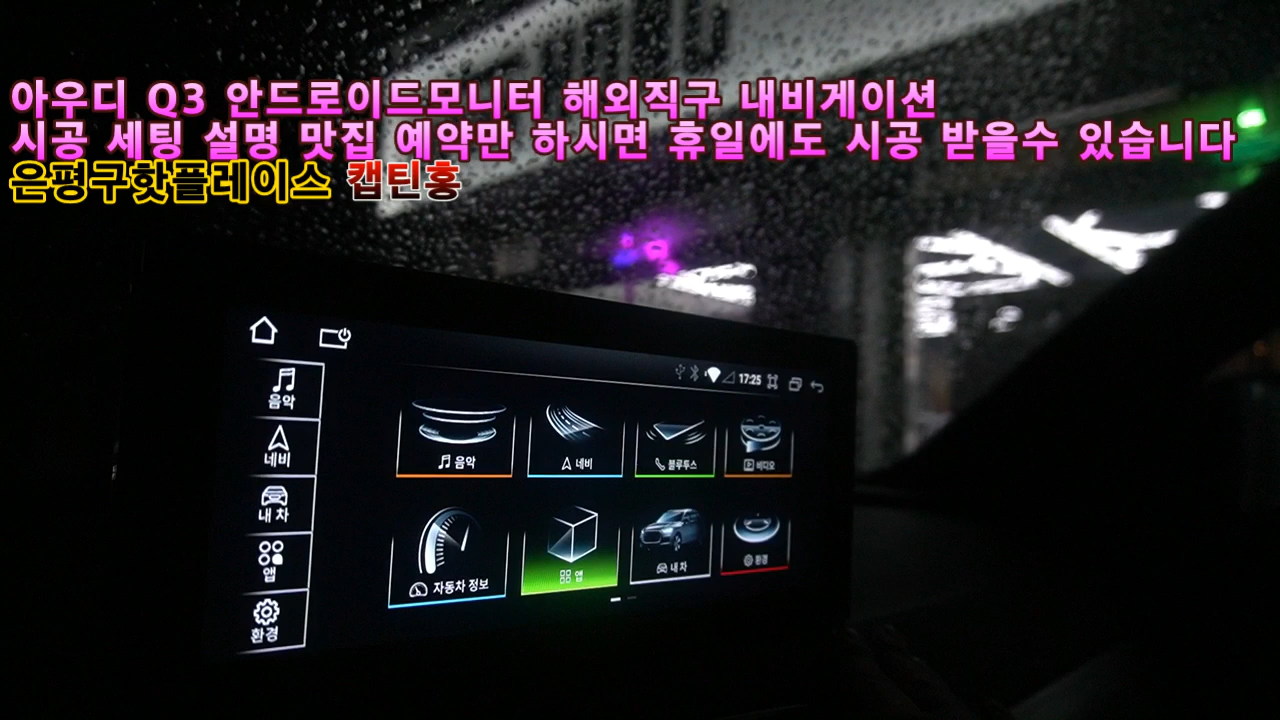 아우디 Q3 안드로이드모니터 해외직구 내비게이션
시공 세팅 설명 맛집 예약만 하시면 휴일에도 시공 받을수 있습니다
은평구핫플레이스 캡틴홍
17:25
음악
네비
내 차
앱
환경
음악 네비 블루투스 비디오
자동차 정보 앱 내 차 환경